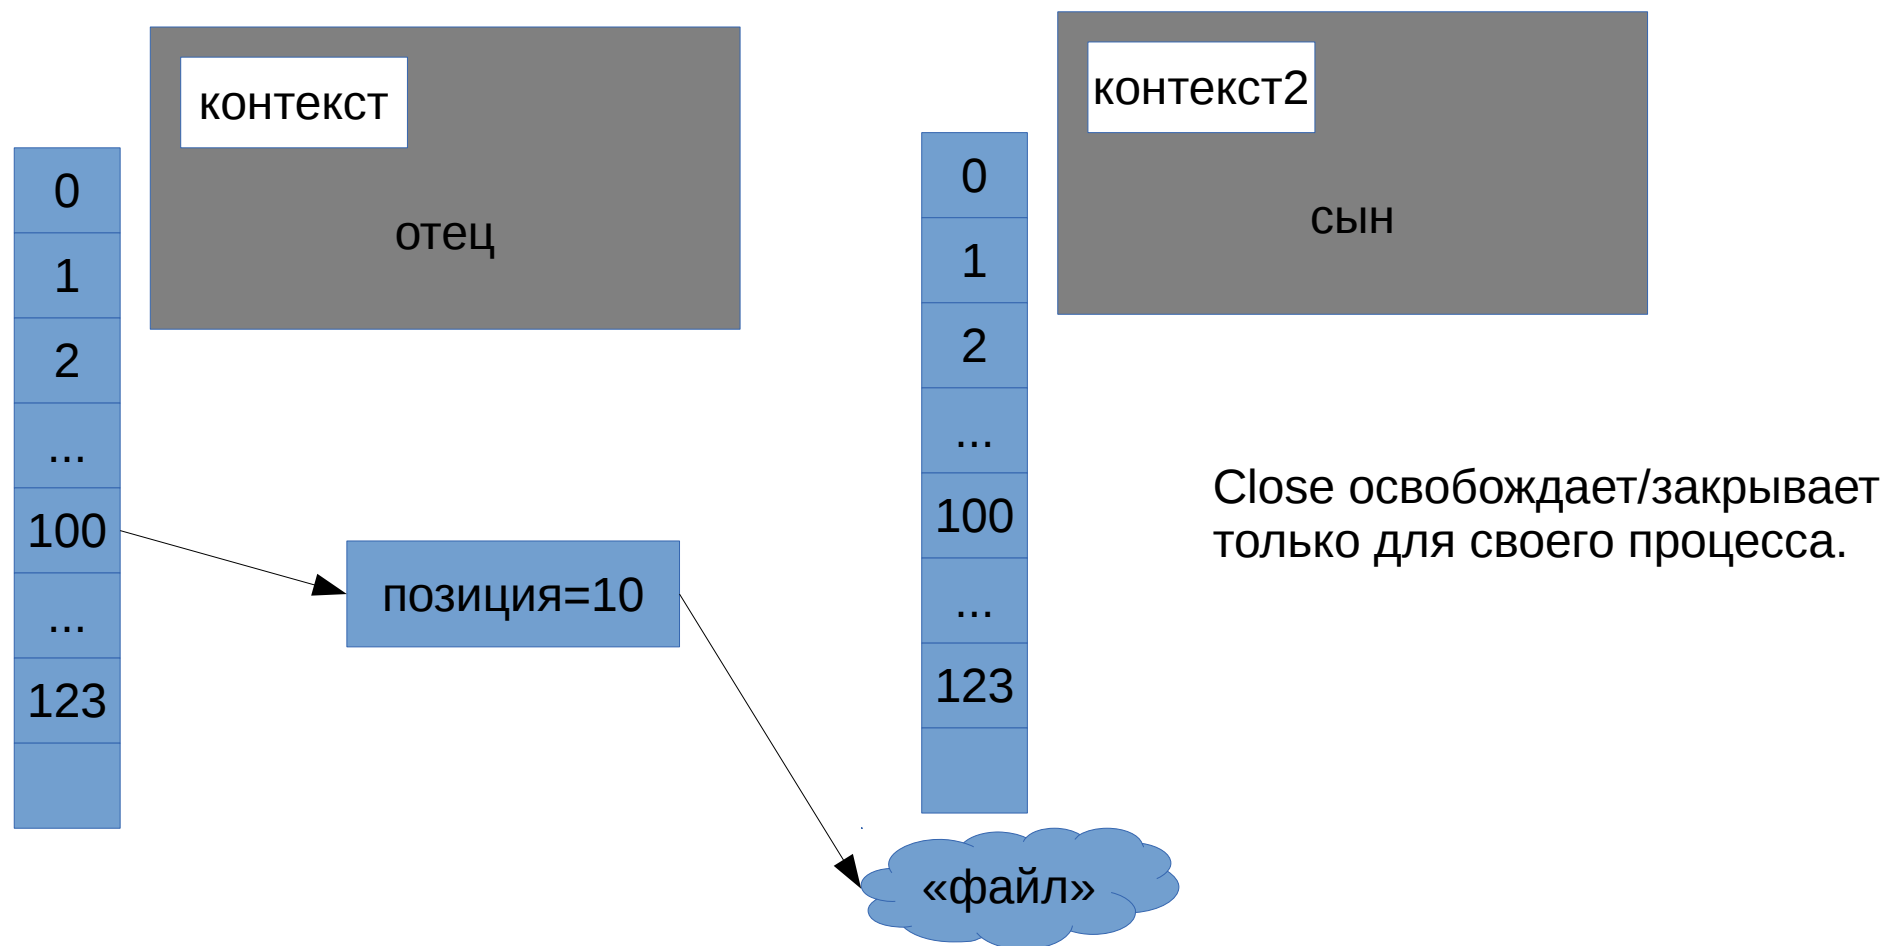 контекст
отец
0
1
2
...
100
...
123
позиция=10
контекст2
сын
0
1
2
...
100
...
123
Close освобождает/закрывает
только для своего процесса.
«файл»